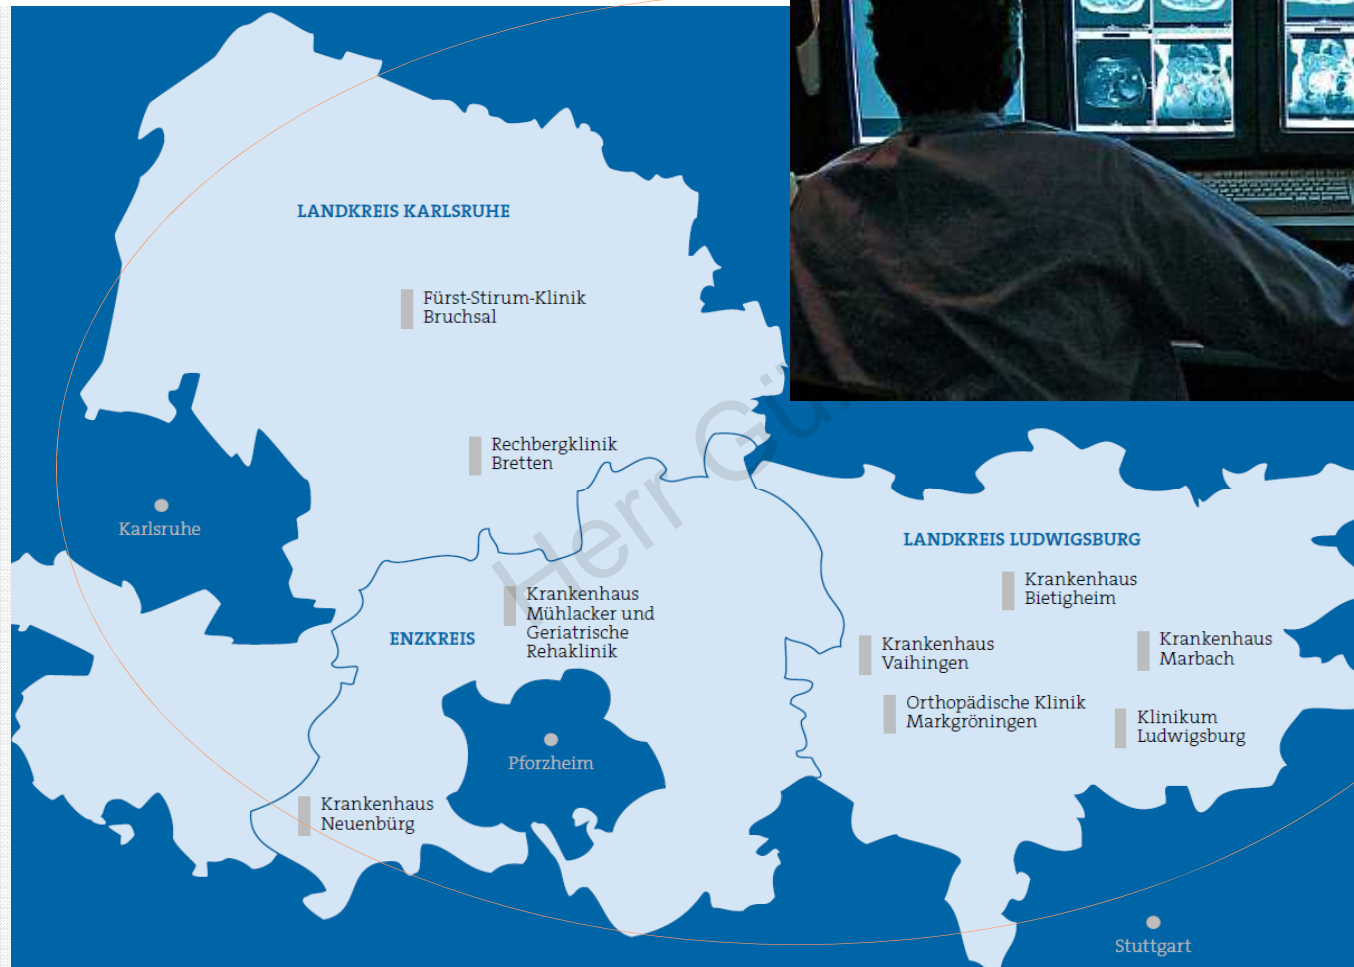 LANDKREIS KARLSRUHE
Fürst-Stirum-Klinik
Bruchsal
Rechbergklinik
Bretten
Karlsruhe
LANDKREIS LUDWIGSBURG
Krankenhaus
Bietigheim
Krankenhaus
Mühlacker und
Geriatrische
Rehaklinik
ENZKREIS
Krankenhaus
Vaihingen
Krankenhaus
Marbach
Orthopädische Klinik
Markgröningen
Klinikum
Ludwigsburg
Pforzheim
Krankenhaus
Neuenbürg
Stuttgart
Herr